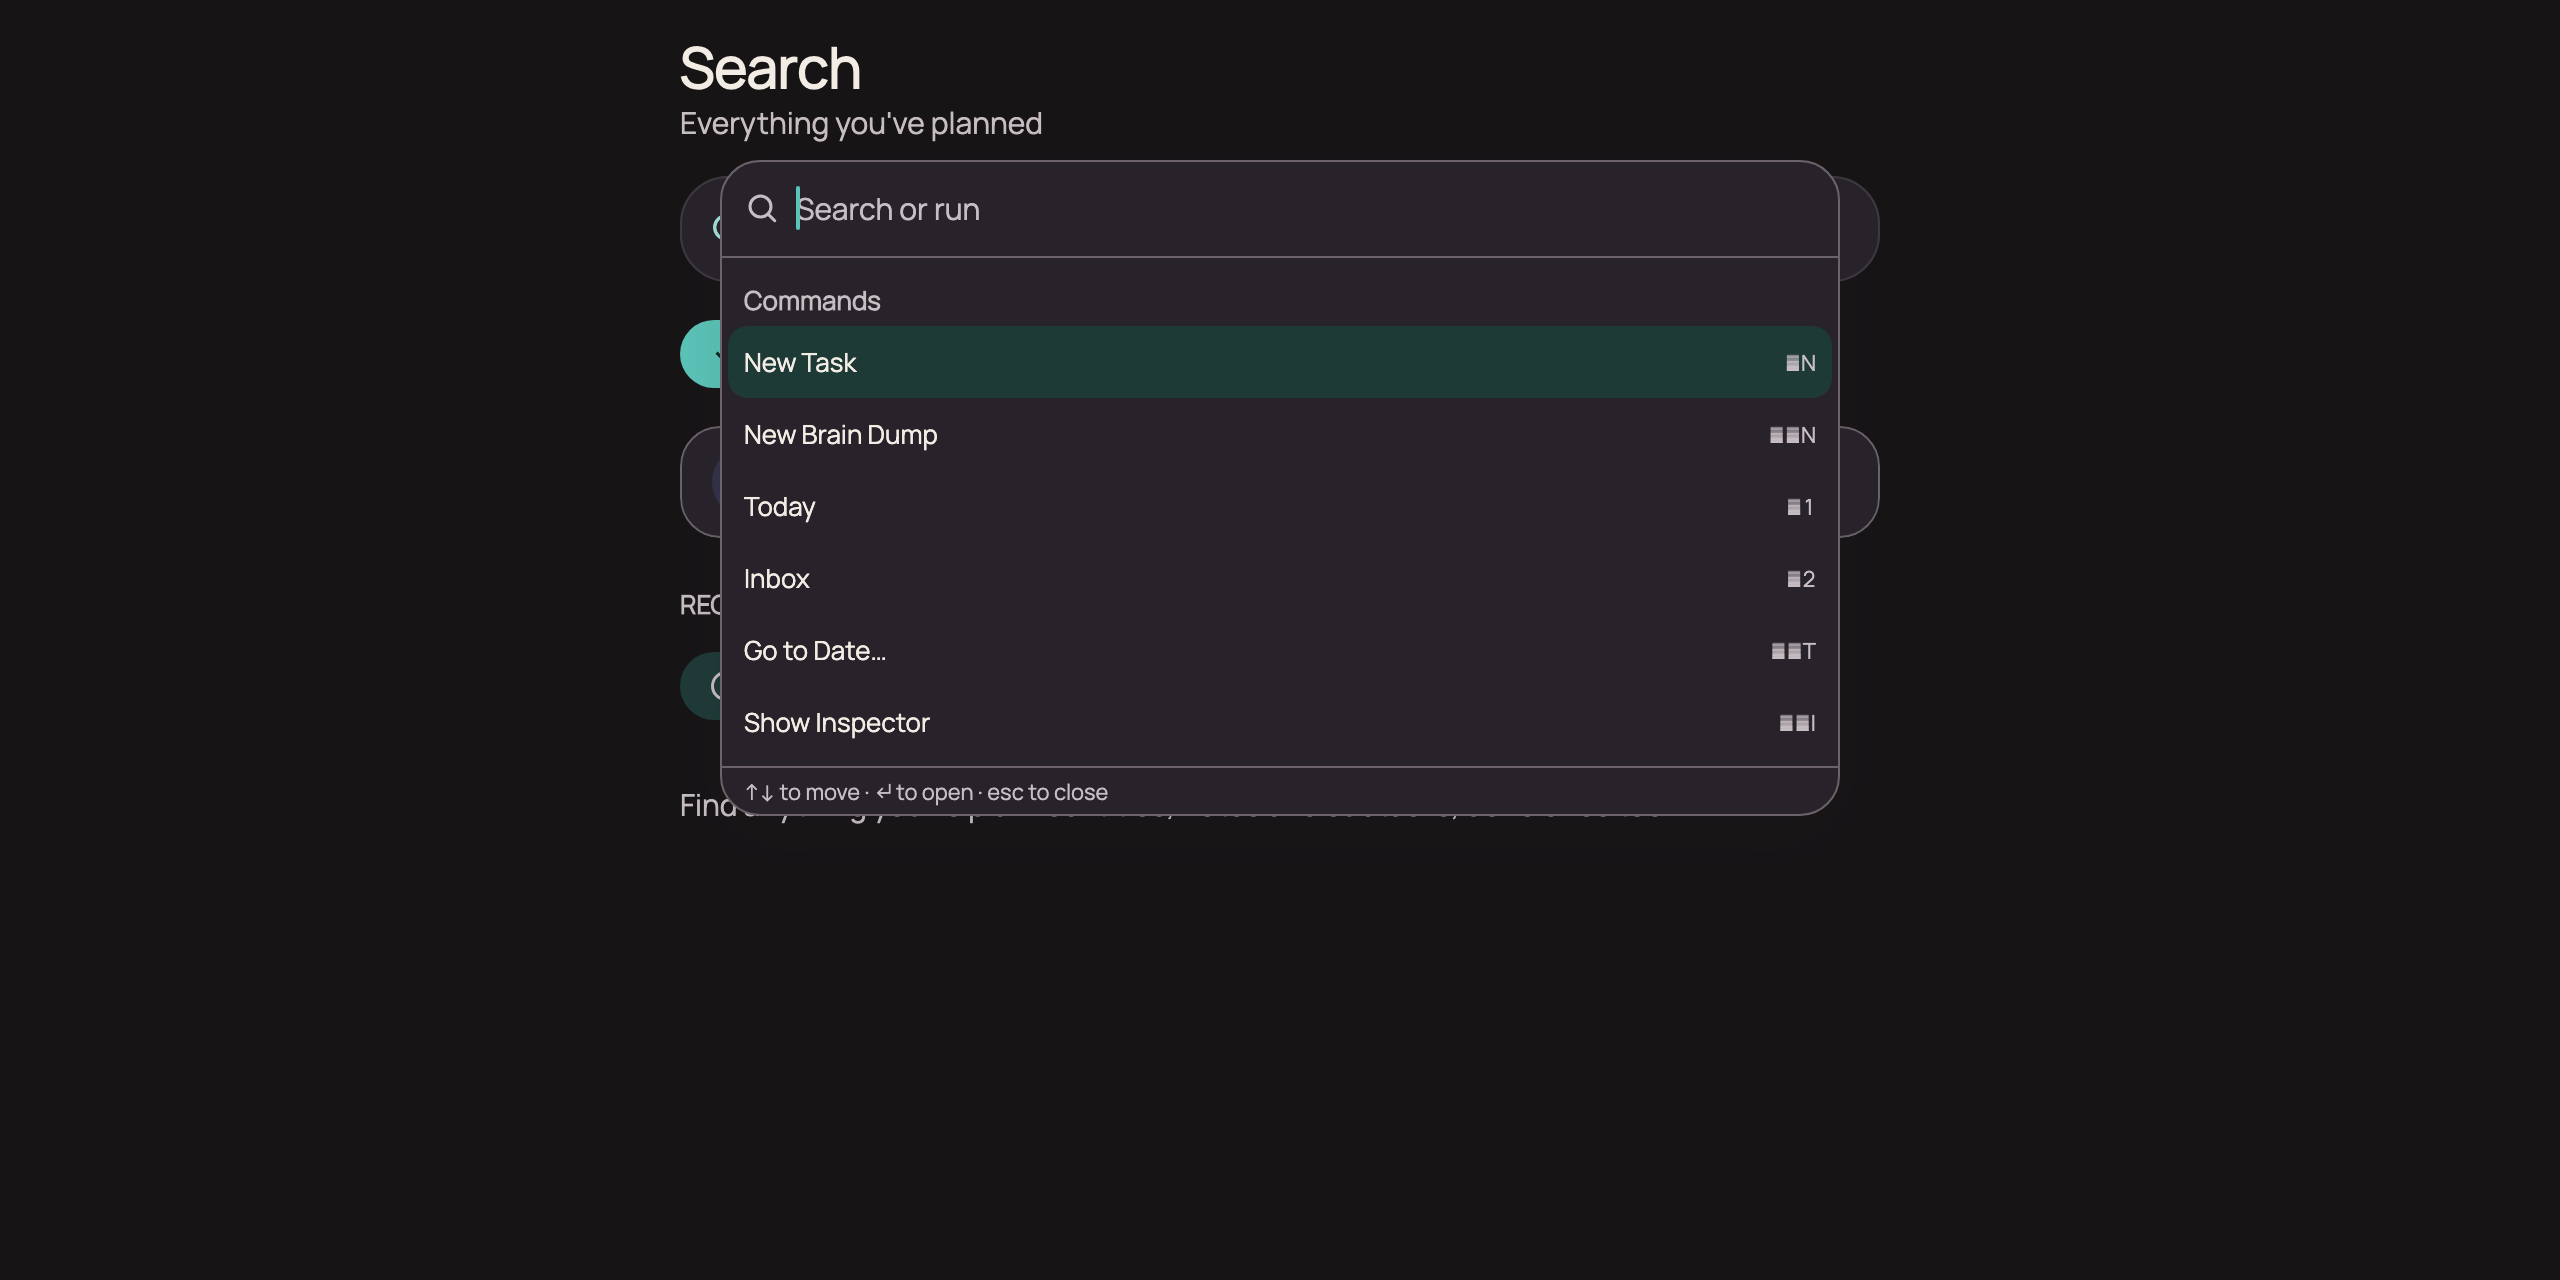 Search
Everything you've planned
Search or run
Commands
New Task N
New Brain Dump N
Today 1
Inbox 2
Go to Date… T
Show Inspector I
↑↓ to move · ↵ to open · esc to close
Find